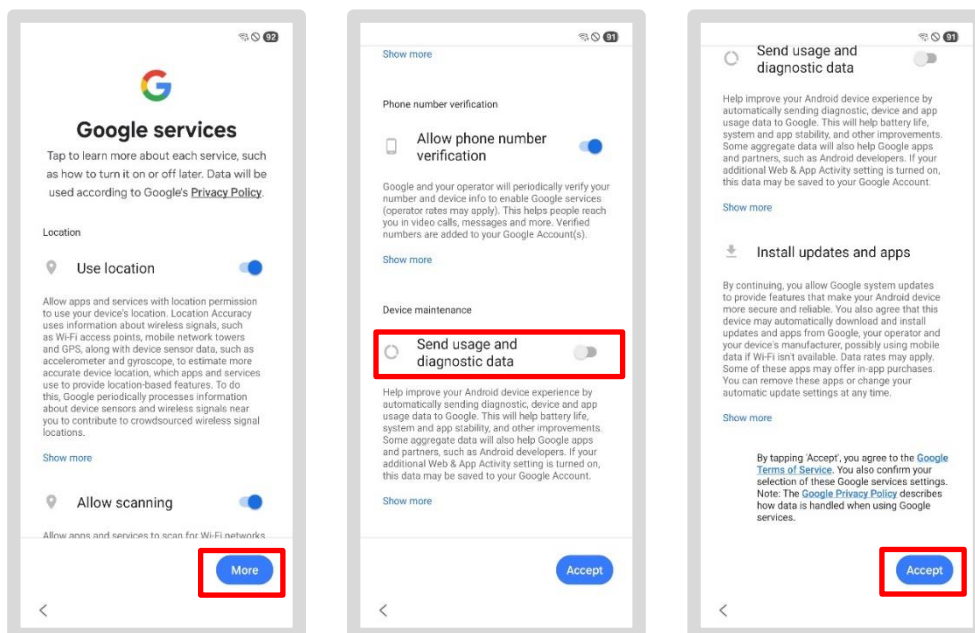 92
G
Google services
Tap to learn more about each service, such
as how to turn it on or off later. Data will be
used according to Google's Privacy Policy.
Location
Use location
Allow apps and services with location permission
to use your device's location. Location Accuracy
uses information about wireless signals, such
as Wi-Fi access points, mobile network towers
and GPS, along with device sensor data, such as
accelerometer and gyroscope, to estimate more
accurate device location, which apps and services
use to provide location-based features. To do
this, Google periodically processes information
about device sensors and wireless signals near
you to contribute to crowdsourced wireless signal
locations.
Show more
Allow scanning
Allow apps and services to scan for Wi-Fi networks
More
91
Show more
Phone number verification
Allow phone number
verification
Google and your operator will periodically verify your
number and device info to enable Google services
(operator rates may apply). This helps people reach
you in video calls, messages and more. Verified
numbers are added to your Google Account(s).
Show more
Device maintenance
Send usage and
diagnostic data
Help improve your Android device experience by
automatically sending diagnostic, device and app
usage data to Google. This will help battery life,
system and app stability, and other improvements.
Some aggregate data will also help Google apps
and partners, such as Android developers. If your
additional Web & App Activity setting is turned on,
this data may be saved to your Google Account.
Show more
Accept
91
Send usage and
diagnostic data
Help improve your Android device experience by
automatically sending diagnostic, device and app
usage data to Google. This will help battery life,
system and app stability, and other improvements.
Some aggregate data will also help Google apps
and partners, such as Android developers. If your
additional Web & App Activity setting is turned on,
this data may be saved to your Google Account.
Show more
Install updates and apps
By continuing, you allow Google system updates
to provide features that make your Android device
more secure and reliable. You also agree that this
device may automatically download and install
updates and apps from Google, your operator and
your device's manufacturer, possibly using mobile
data if Wi-Fi isn't available. Data rates may apply.
Some of these apps may offer in-app purchases.
You can remove these apps or change your
automatic update settings at any time.
Show more
By tapping 'Accept', you agree to the Google
Terms of Service. You also confirm your
selection of these Google services settings.
Note: The Google Privacy Policy describes
how data is handled when using Google
services.
Accept